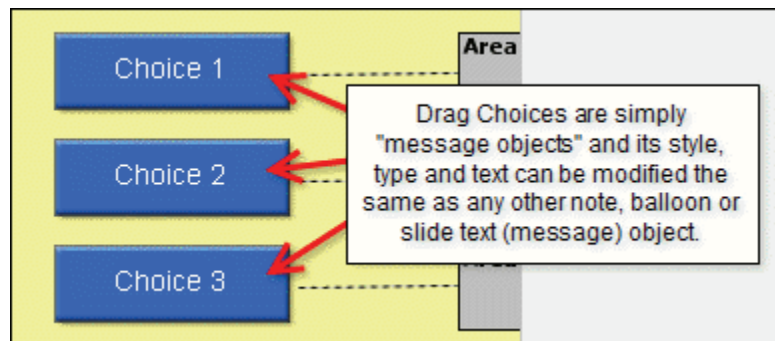 Choice 1
Area
Drag Choices are simply
"message objects" and its style,
Choice 2
type and text can be modified the
same as any other note, balloon or
slide text (message) object.
Choice 3